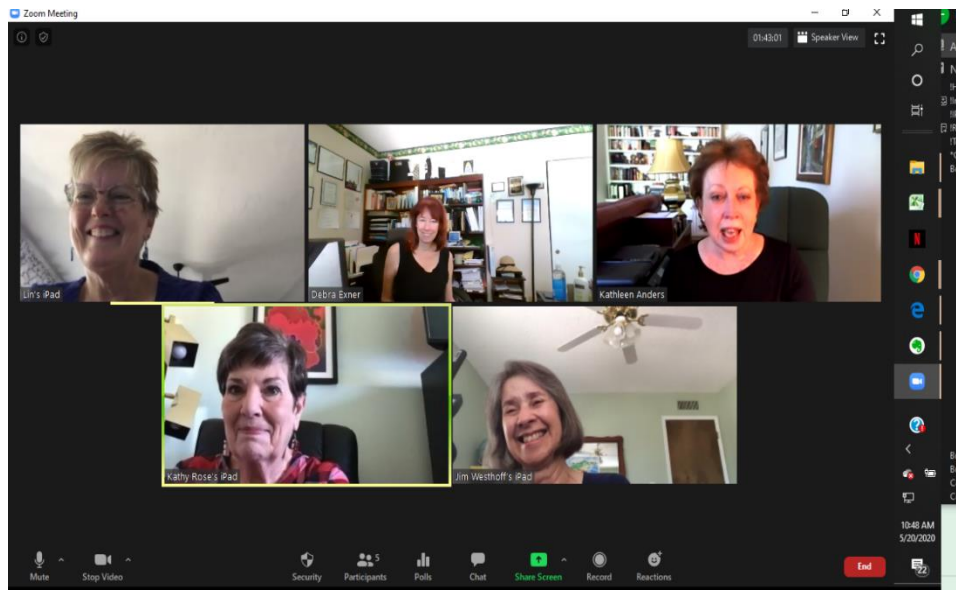 Zoom Meeting
01:43:01
Speaker View
Lin's iPad
Debra Exner
Kathleen Anders
Kathy Rose's iPad
Jim Westhoff's iPad
Mute
Stop Video
Security
Participants
5
Polls
Chat
Share Screen
Record
Reactions
End
10:48 AM
5/20/2020
22